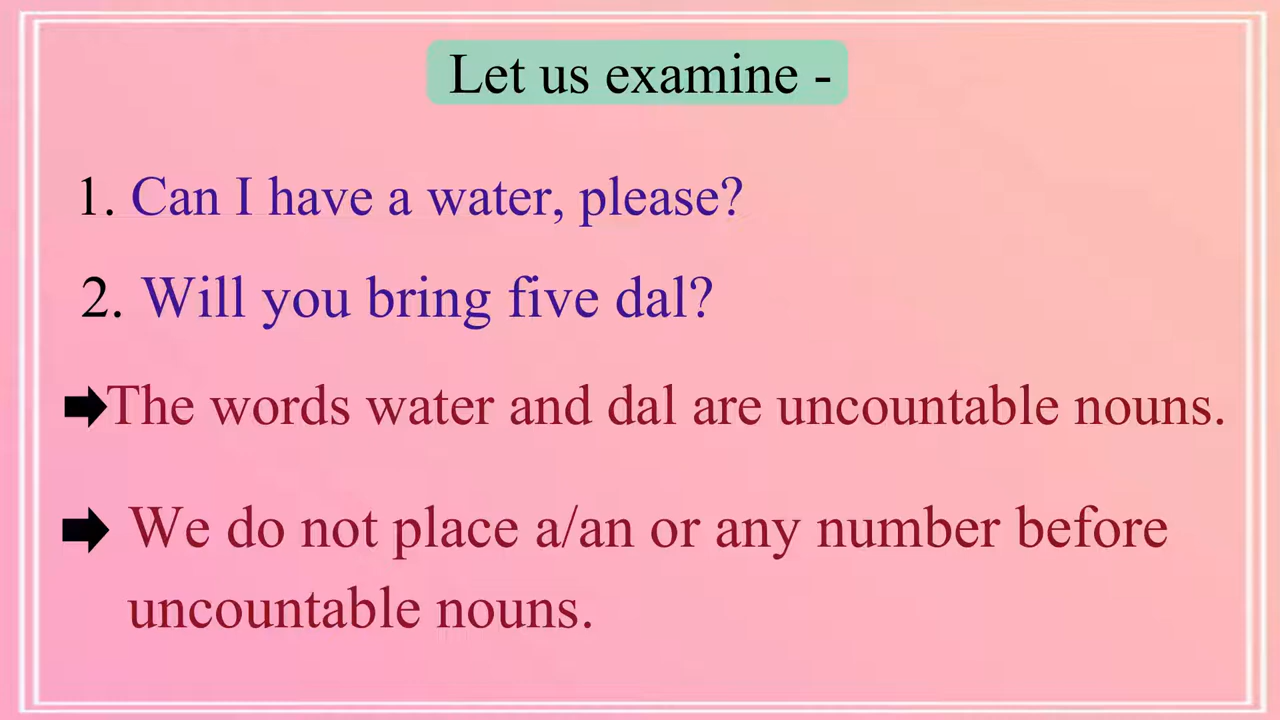 Let us examine -
1. Can I have a water, please?
2. Will you bring five dal?
The words water and dal are uncountable nouns.
We do not place a/an or any number before
uncountable nouns.